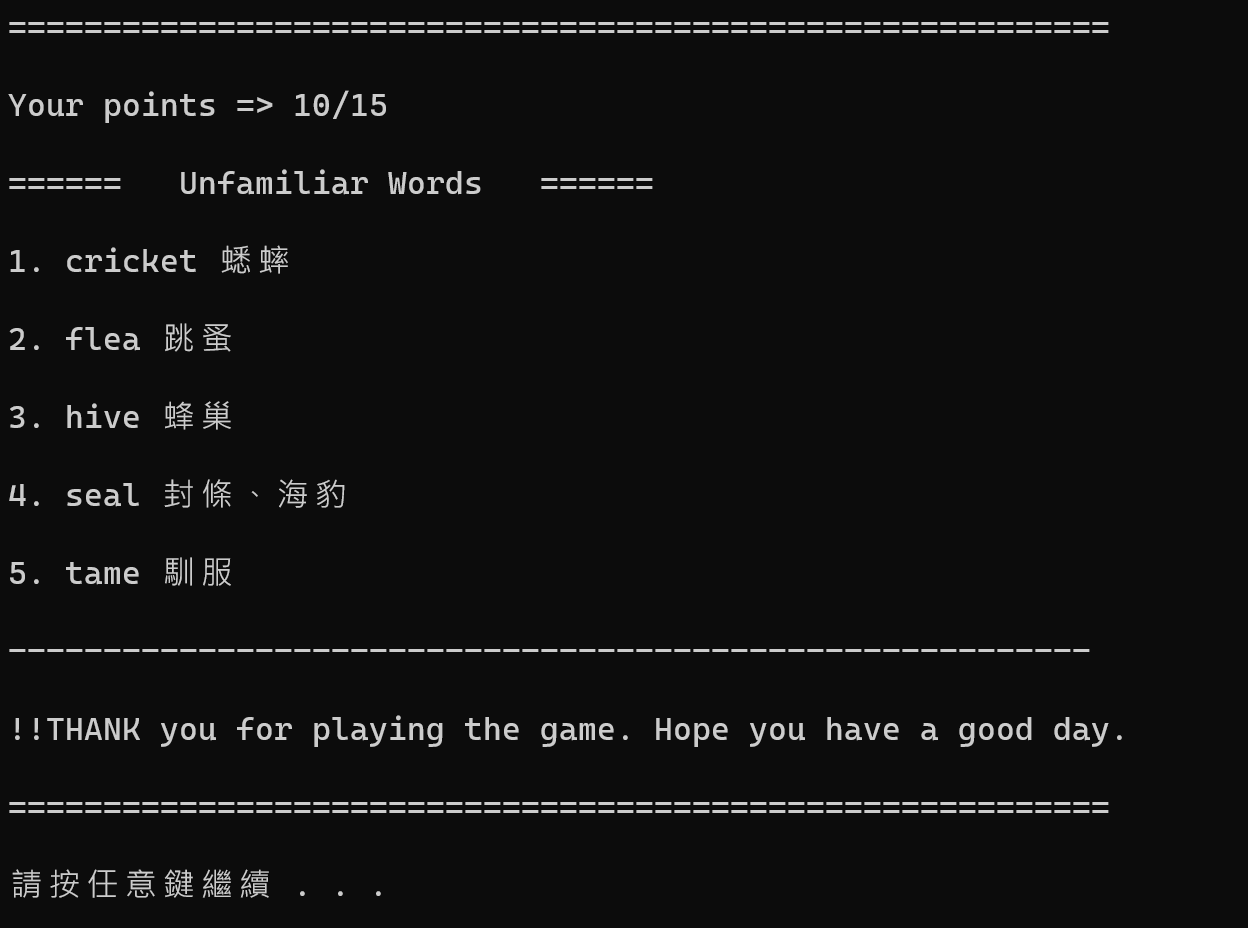 ==========================================================
Your points => 10/15
======   Unfamiliar Words   ======
1. cricket 蟋蟀
2. flea 跳蚤
3. hive 蜂巢
4. seal 封條、海豹
5. tame 馴服
---------------------------------------------------------
!!THANK you for playing the game. Hope you have a good day.
==========================================================
請按任意鍵繼續 . . .